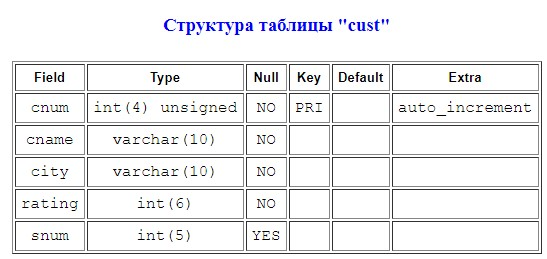 Структура таблицы "cust"
Field Type Null Key Default Extra
cnum int(4) unsigned NO PRI auto_increment
cname varchar(10) NO
city varchar(10) NO
rating int(6) NO
snum int(5) YES